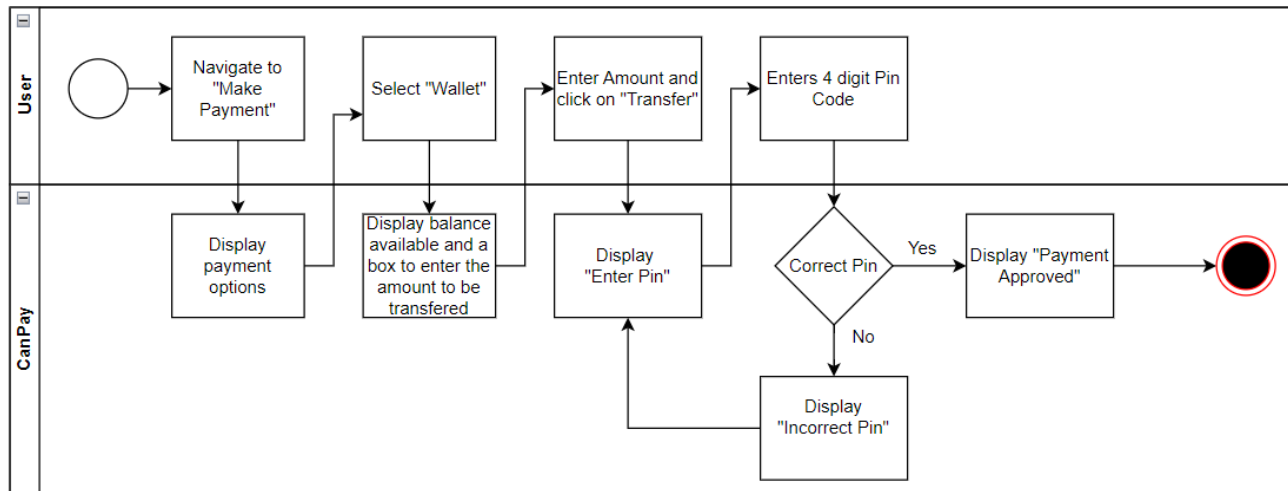 User
Navigate to
"Make
Payment"
Select "Wallet"
Enter Amount and
click on "Transfer"
Enters 4 digit Pin
Code
CanPay
Display
payment
options
Display balance
available and a
box to enter the
amount to be
transfered
Display
"Enter Pin"
Correct Pin
Yes
Display "Payment
Approved"
No
Display
"Incorrect Pin"